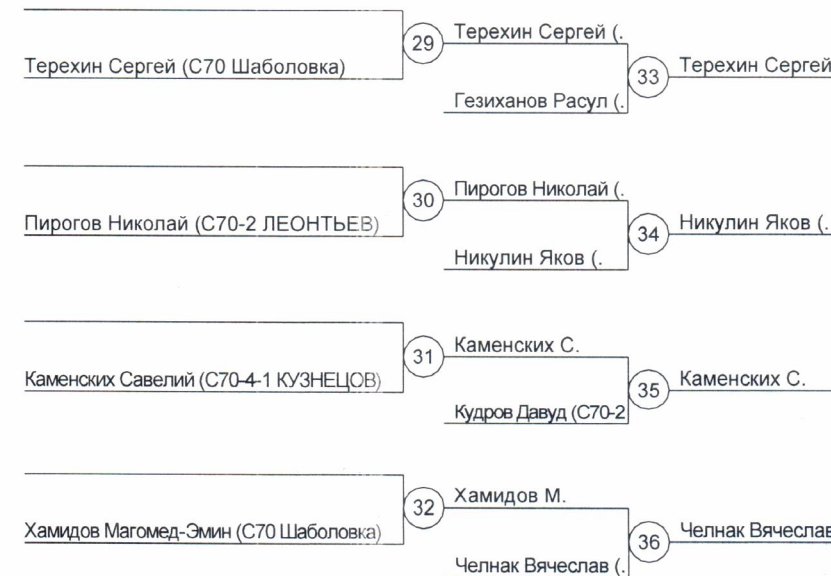 Терехин Сергей (.
29
Терехин Сергей (С70 Шаболовка)
Терехин Сергей
33
Гезиханов Расул (.
Пирогов Николай (.
30
Пирогов Николай (С70-2 ЛЕОНТЬЕВ)
Никулин Яков (.
34
Никулин Яков (.
Каменских С.
31
Каменских Савелий (С70-4-1 КУЗНЕЦОВ)
Каменских С.
35
Кудров Давуд (С70-2
Хамидов М.
32
Хамидов Магомед-Эмин (С70 Шаболовка)
Челнак Вячеслав
36
Челнак Вячеслав (.